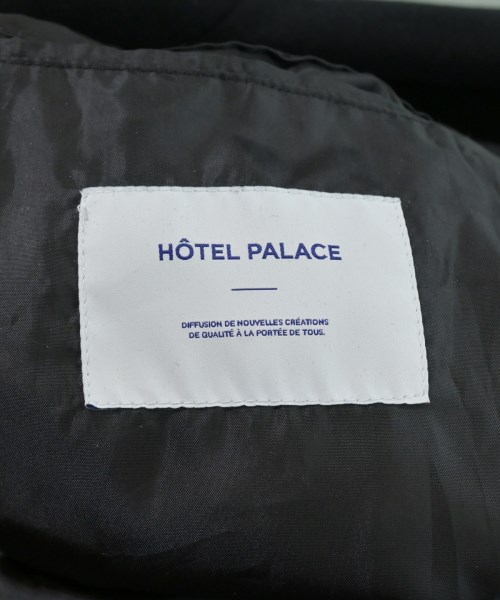 HÔTEL PALACE
DIFFUSION DE NOUVELLES CRÉATIONS
DE QUALITÉ À LA PORTÉE DE TOUS.